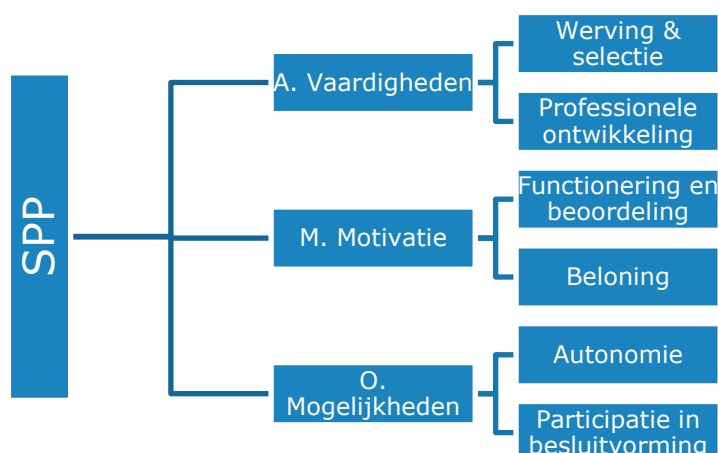 SPP
A. Vaardigheden
Werving &
selectie
Professionele
ontwikkeling
M. Motivatie
Functionering en
beoordeling
Beloning
O.
Mogelijkheden
Autonomie
Participatie in
besluitvorming